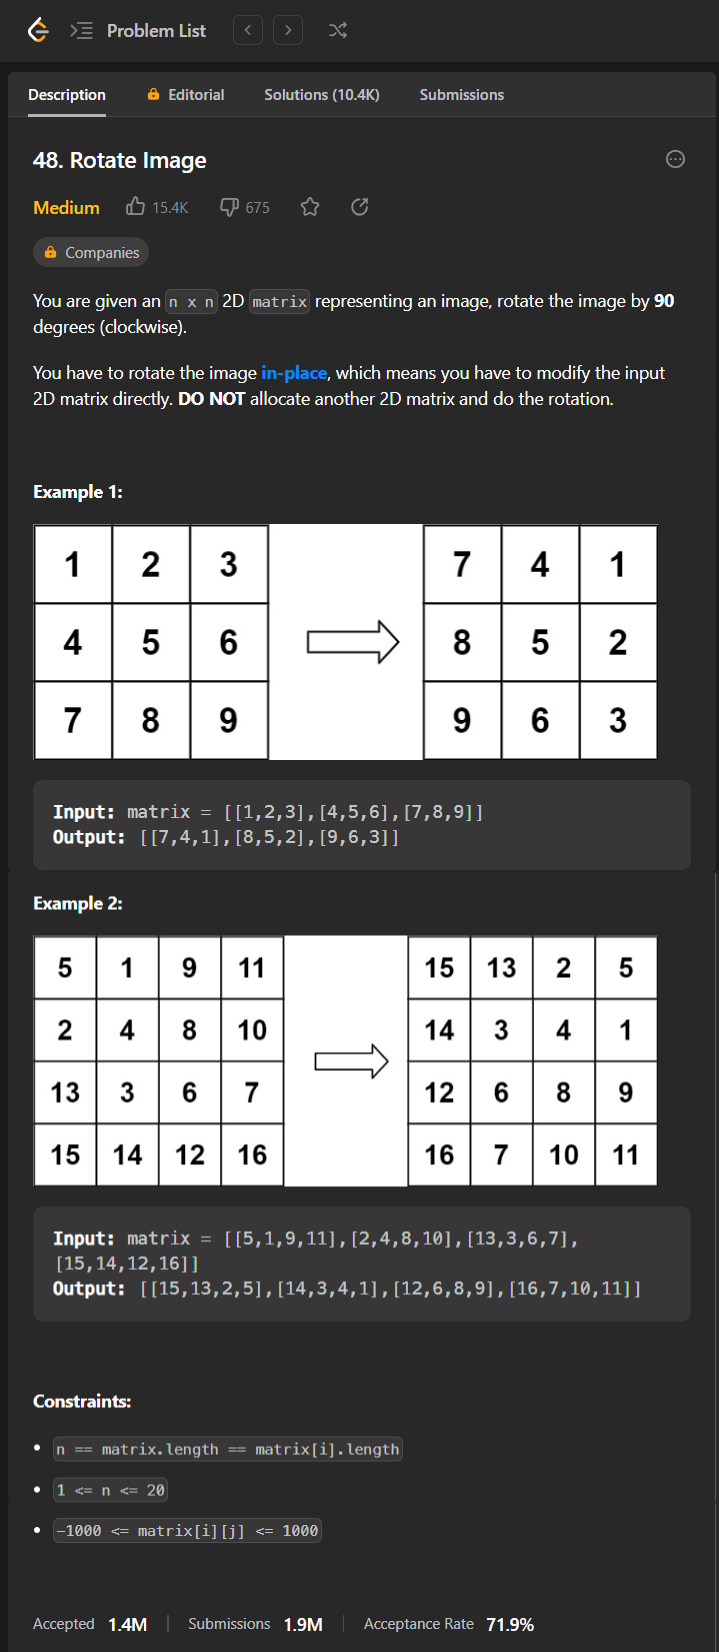 Problem List
Description Editorial Solutions (10.4K) Submissions
48. Rotate Image
Medium 15.4K 675
Companies
You are given an n x n 2D matrix representing an image, rotate the image by 90
degrees (clockwise).
You have to rotate the image in-place, which means you have to modify the input
2D matrix directly. DO NOT allocate another 2D matrix and do the rotation.
Example 1:
1 2 3 7 4 1
4 5 6 8 5 2
7 8 9 9 6 3
Input: matrix = [[1,2,3],[4,5,6],[7,8,9]]
Output: [[7,4,1],[8,5,2],[9,6,3]]
Example 2:
5 1 9 11 15 13 2 5
2 4 8 10 14 3 4 1
13 3 6 7 12 6 8 9
15 14 12 16 16 7 10 11
Input: matrix = [[5,1,9,11],[2,4,8,10],[13,3,6,7],
[15,14,12,16]]
Output: [[15,13,2,5],[14,3,4,1],[12,6,8,9],[16,7,10,11]]
Constraints:
• n == matrix.length == matrix[i].length
• 1 <= n <= 20
• -1000 <= matrix[i][j] <= 1000
Accepted 1.4M Submissions 1.9M Acceptance Rate 71.9%